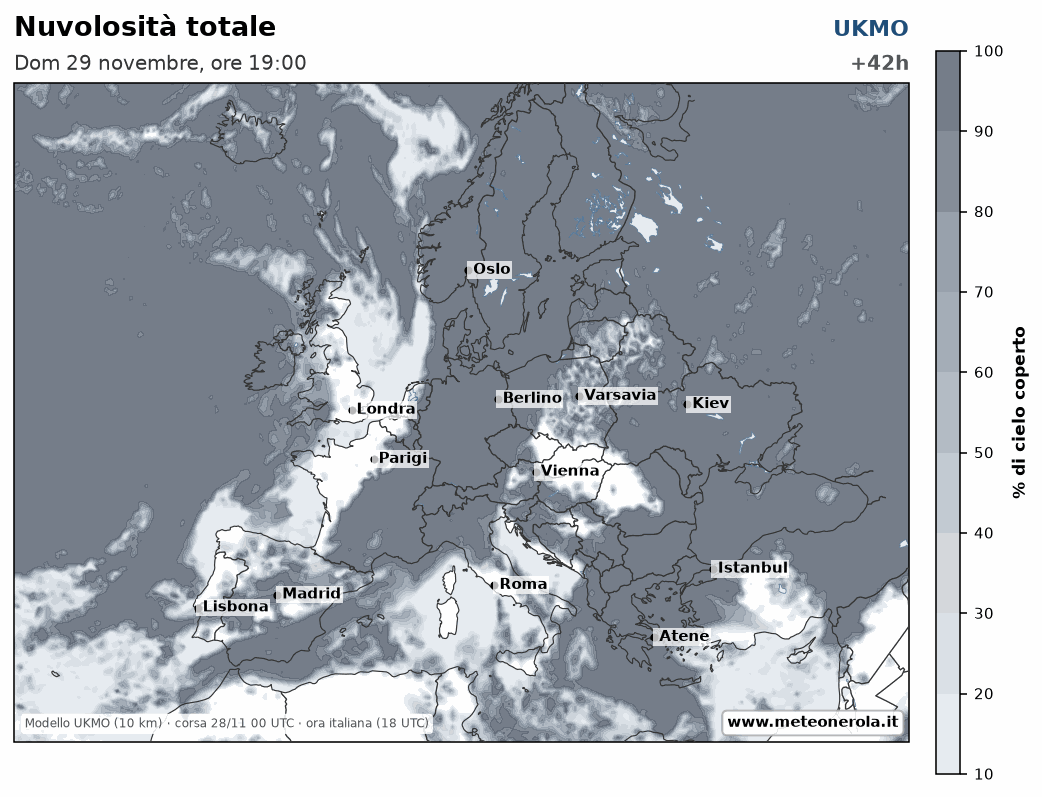 Nuvolosità totale
UKMO
Dom 29 novembre, ore 19:00
+42h
100
90
80
70
60
50
40
30
20
10
% di cielo coperto
Oslo
Berlino
Varsavia
Kiev
Londra
Parigi
Vienna
Istanbul
Roma
Madrid
Lisbona
Atene
Modello UKMO (10 km) · corsa 28/11 00 UTC · ora italiana (18 UTC)
www.meteonerola.it